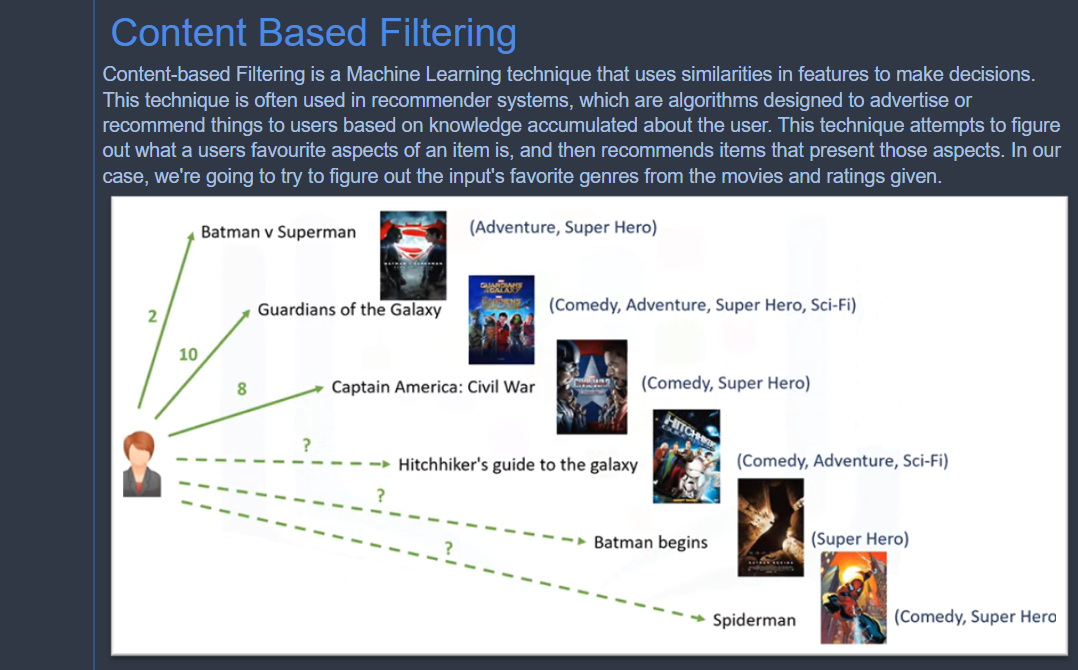 Content Based Filtering
Content-based Filtering is a Machine Learning technique that uses similarities in features to make decisions.
This technique is often used in recommender systems, which are algorithms designed to advertise or
recommend things to users based on knowledge accumulated about the user. This technique attempts to figure
out what a users favourite aspects of an item is, and then recommends items that present those aspects. In our
case, we're going to try to figure out the input's favorite genres from the movies and ratings given.
Batman v Superman (Adventure, Super Hero)
2
Guardians of the Galaxy GUARDIANS OF THE GALAXY (Comedy, Adventure, Super Hero, Sci-Fi)
10
8
Captain America: Civil War (Comedy, Super Hero)
?
Hitchhiker's guide to the galaxy (Comedy, Adventure, Sci-Fi)
?
Batman begins (Super Hero)
?
Spiderman (Comedy, Super Hero